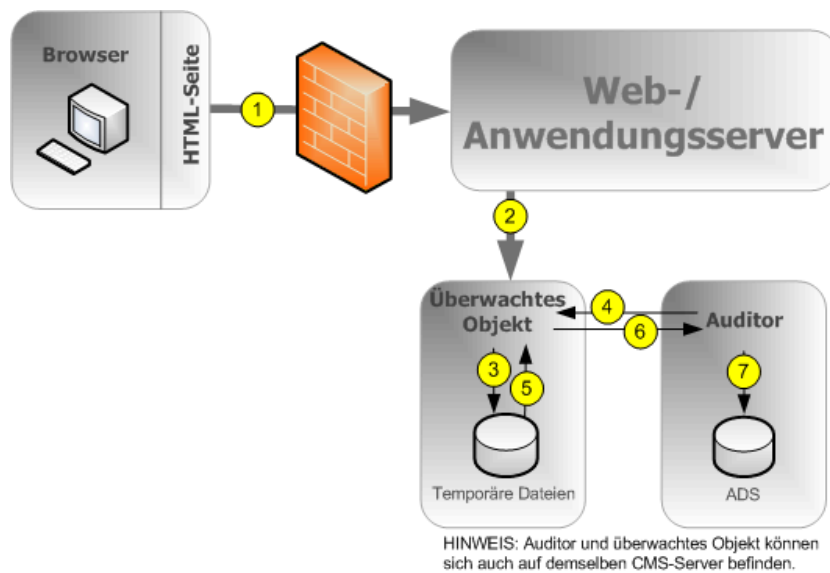 Browser
HTML-Seite
1
Web-/
Anwendungsserver
2
Überwachtes
Objekt
4
6
Auditor
3
5
7
Temporäre Dateien
ADS
HINWEIS: Auditor und überwachtes Objekt können
sich auch auf demselben CMS-Server befinden.